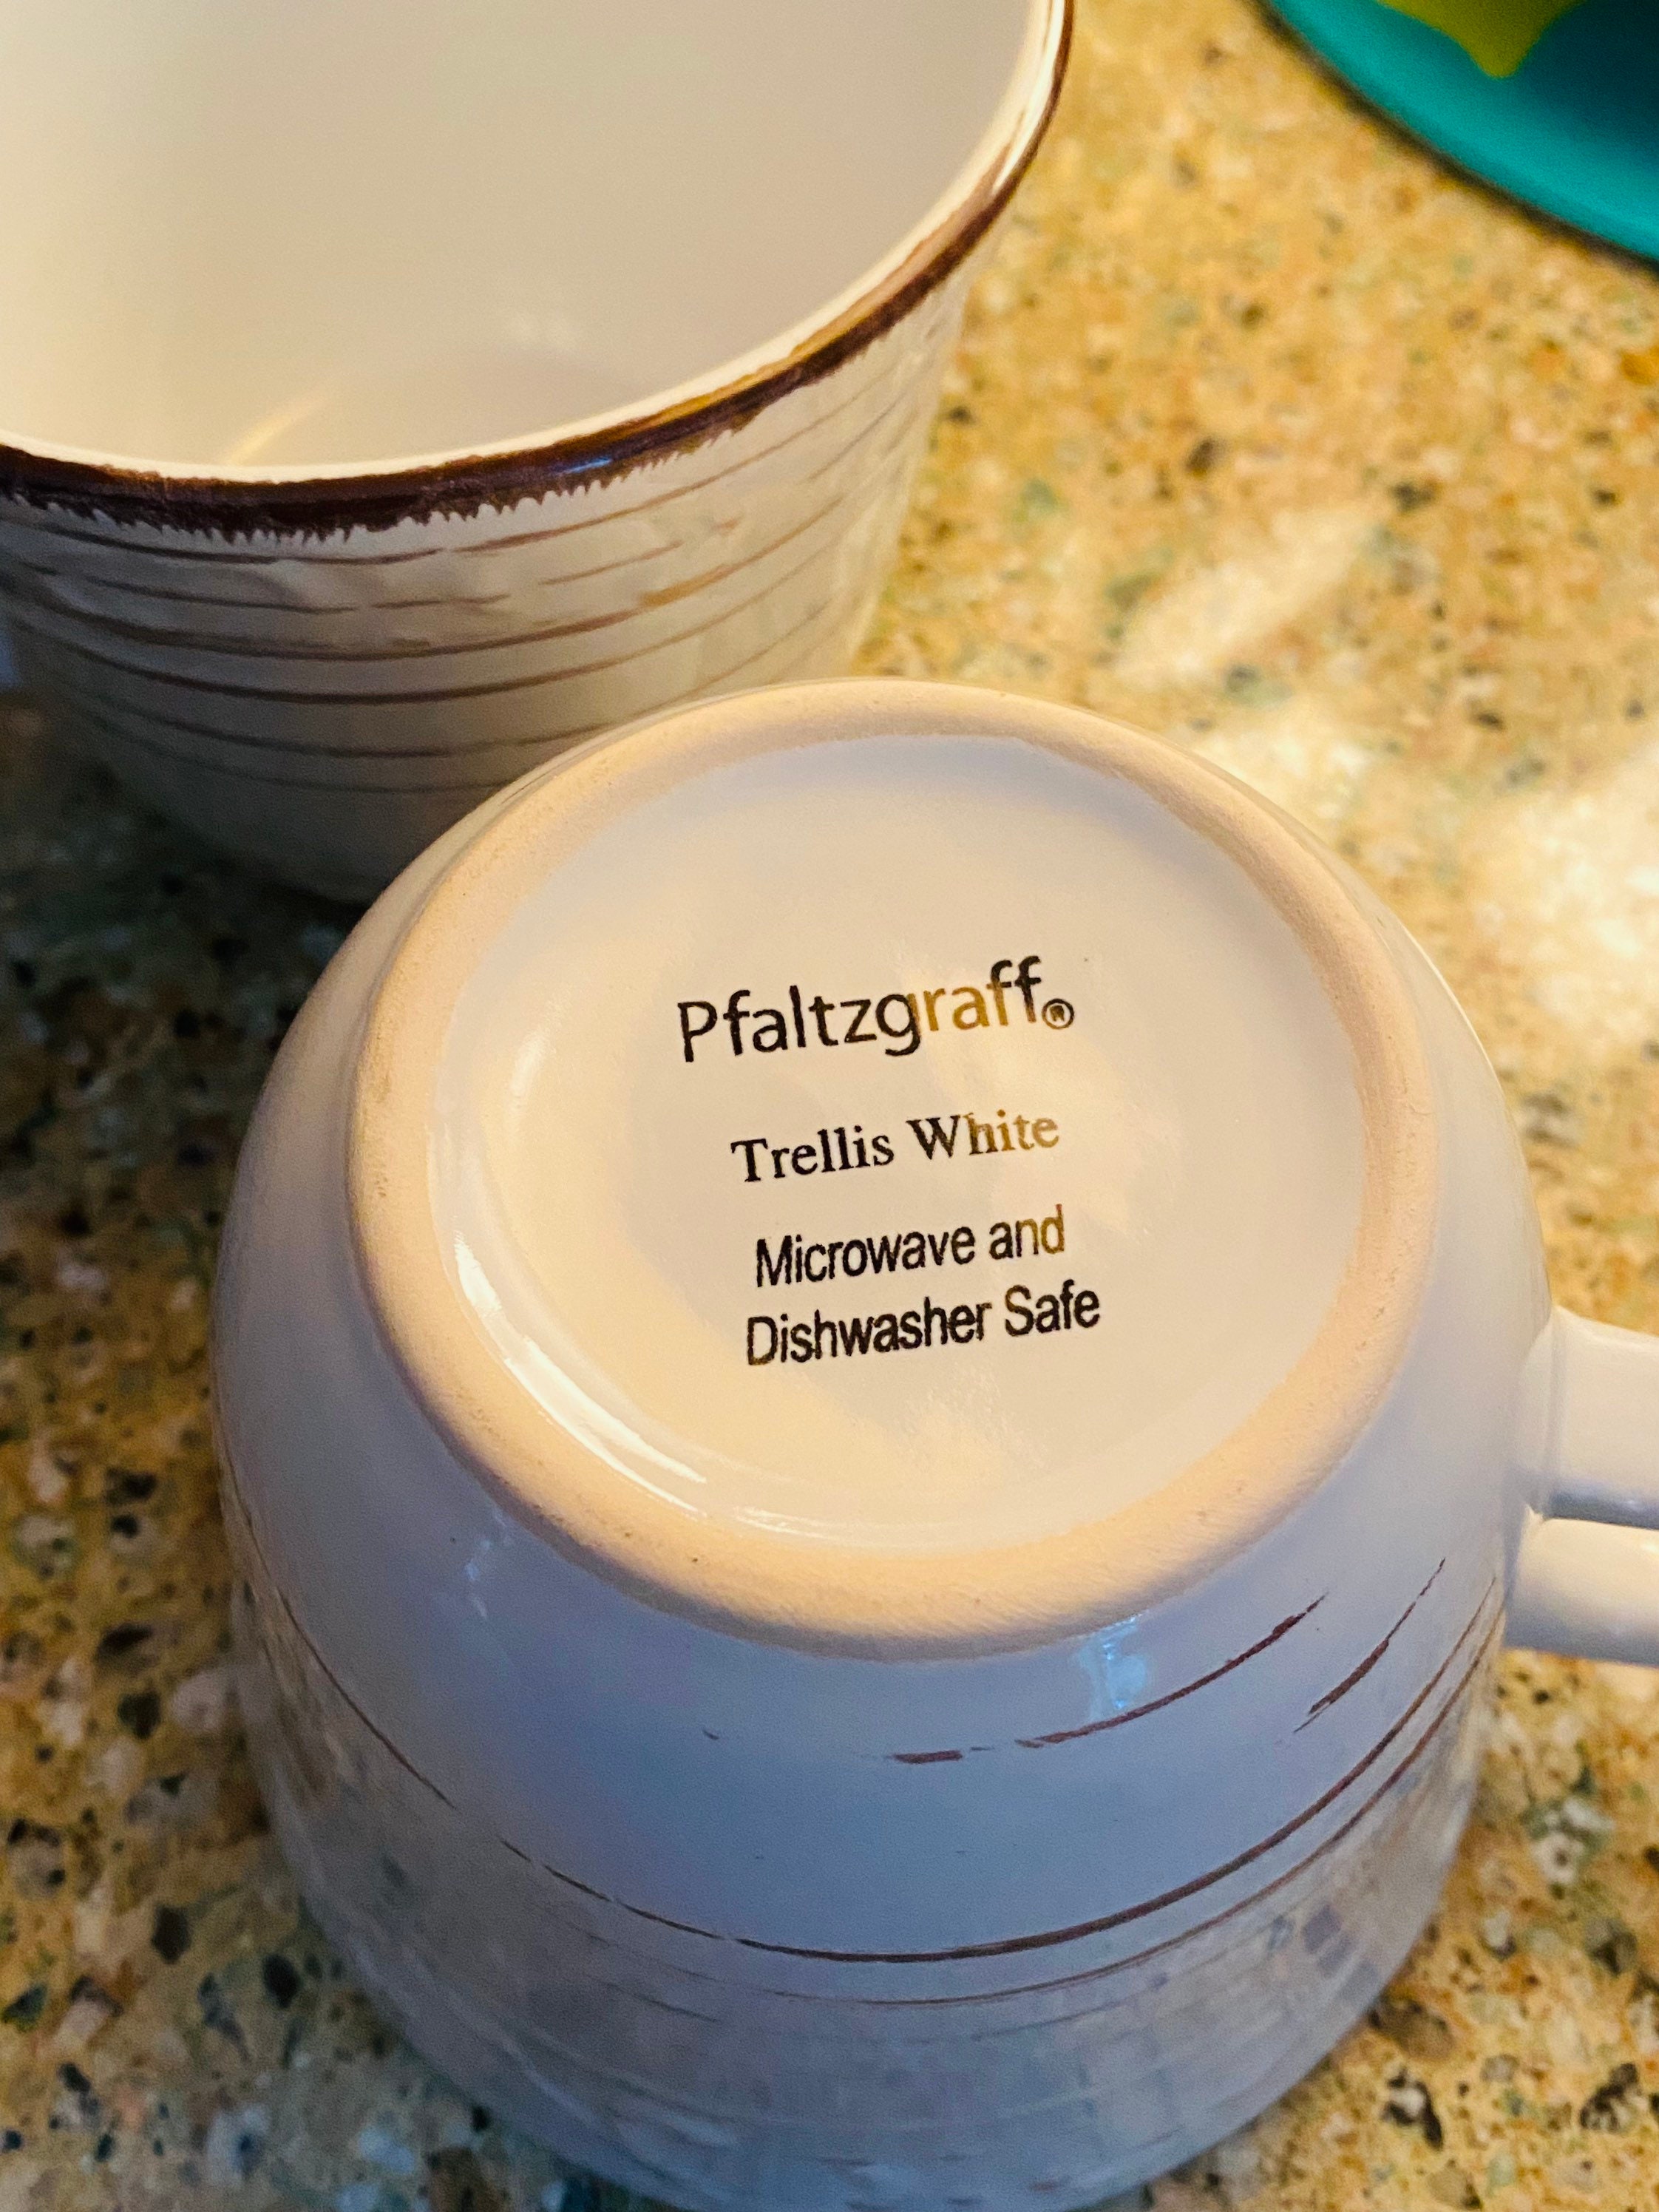 Pfaltzgraff®
Trellis White
Microwave and
Dishwasher Safe